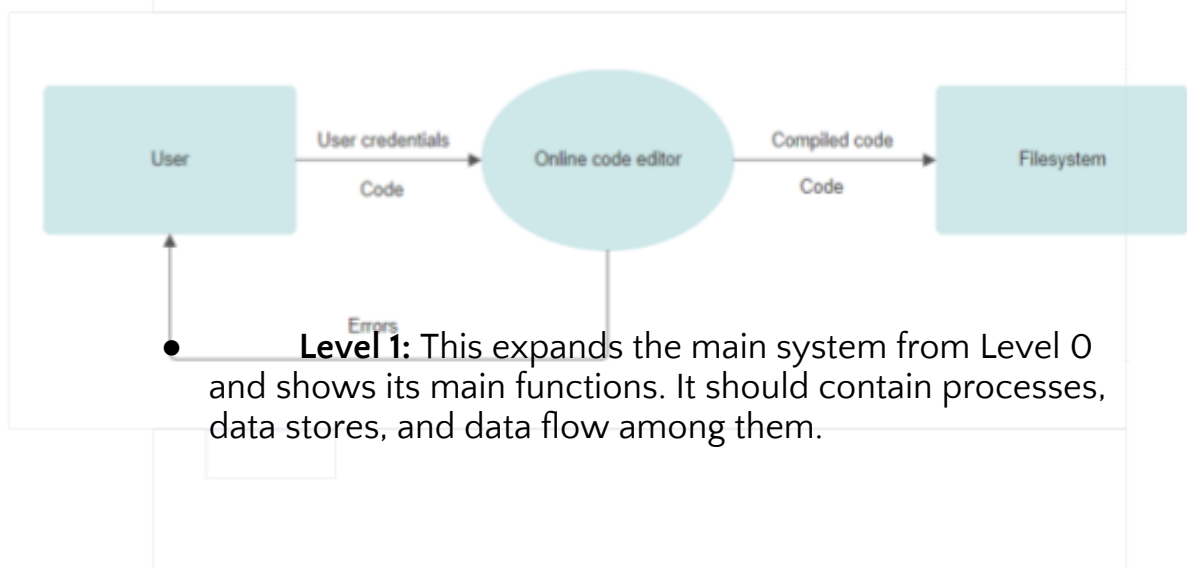 User credentials
Compiled code
User
Online code editor
Filesystem
Code
Code
Errors
● Level 1: This expands the main system from Level 0
and shows its main functions. It should contain processes,
data stores, and data flow among them.